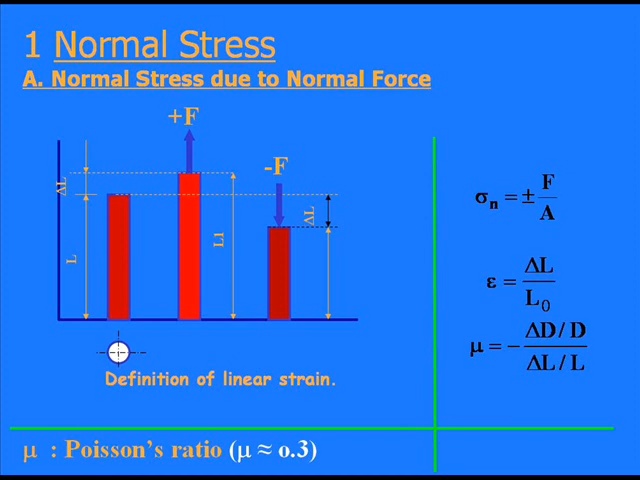 1 Normal Stress
A. Normal Stress due to Normal Force
+F
-F
ΔL
L
L1
ΔL
σn = ± F/A
ε = ΔL/L0
μ = − ΔD/D / ΔL/L
Definition of linear strain.
μ : Poisson's ratio (μ ≈ o.3)